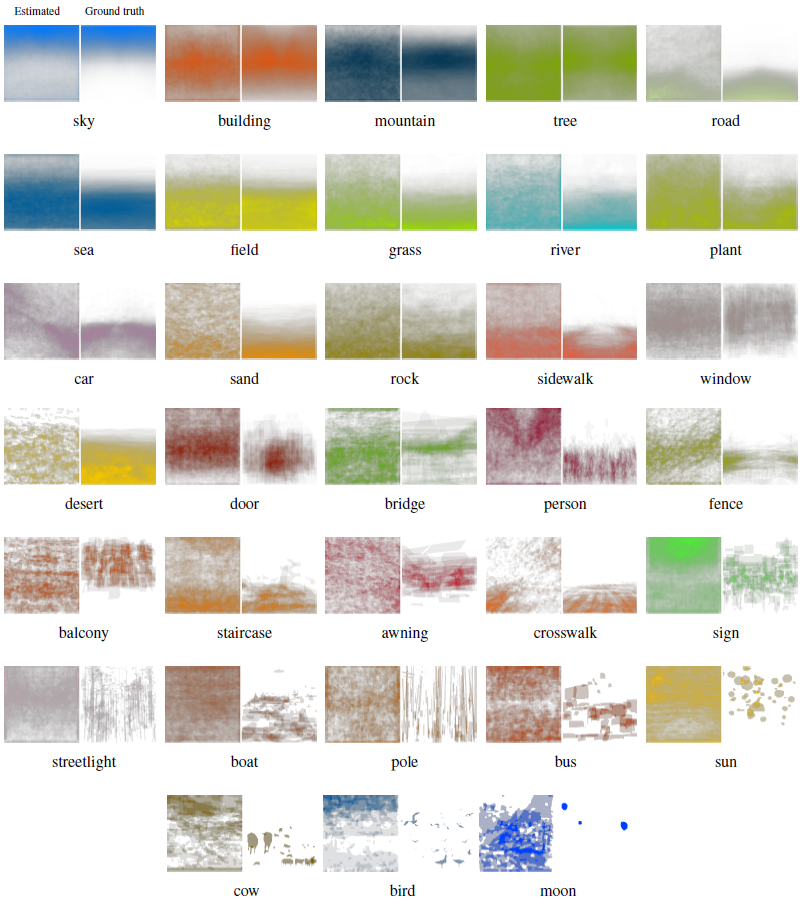 Estimated Ground truth
sky building mountain tree road
sea field grass river plant
car sand rock sidewalk window
desert door bridge person fence
balcony staircase awning crosswalk sign
streetlight boat pole bus sun
cow bird moon